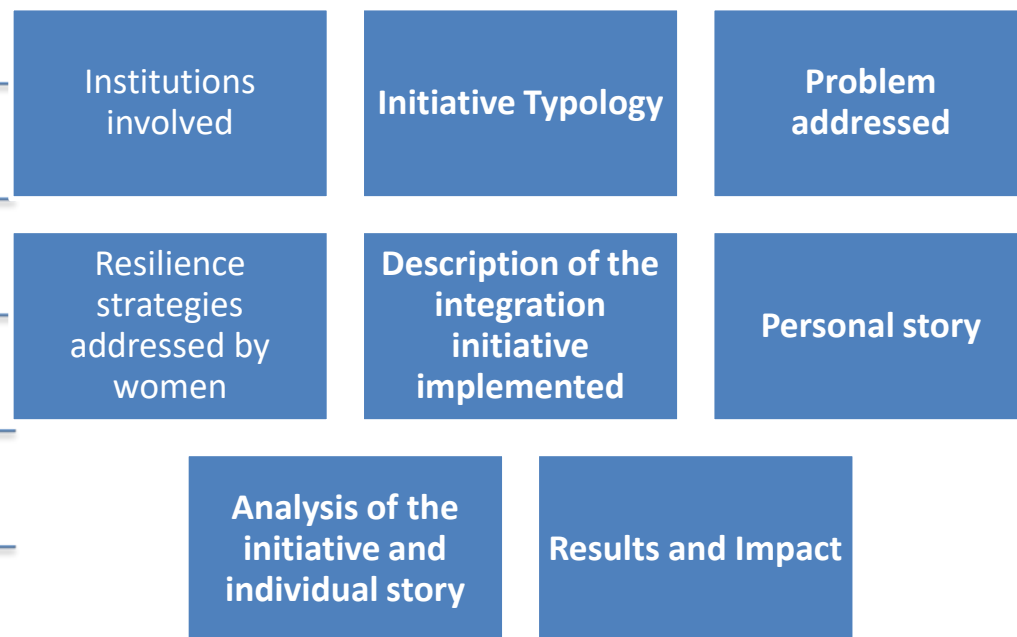 Institutions
involved
Initiative Typology
Problem
addressed
Resilience
strategies
addressed by
women
Description of the
integration
initiative
implemented
Personal story
Analysis of the
initiative and
individual story
Results and Impact